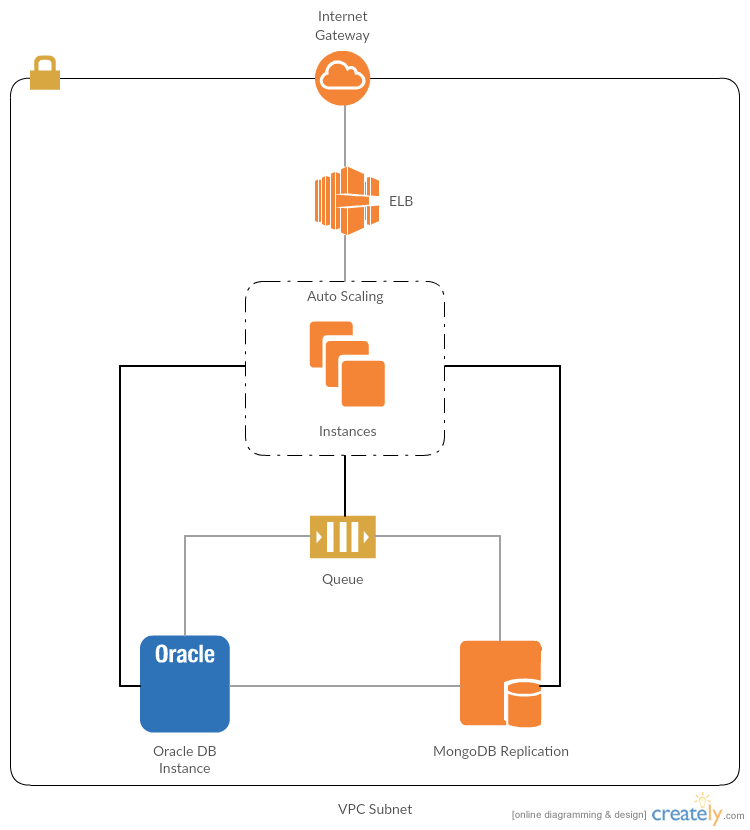 Internet
Gateway
ELB
Auto Scaling
Instances
Queue
Oracle
Oracle DB
Instance
MongoDB Replication
VPC Subnet
[online diagramming & design] creately.com